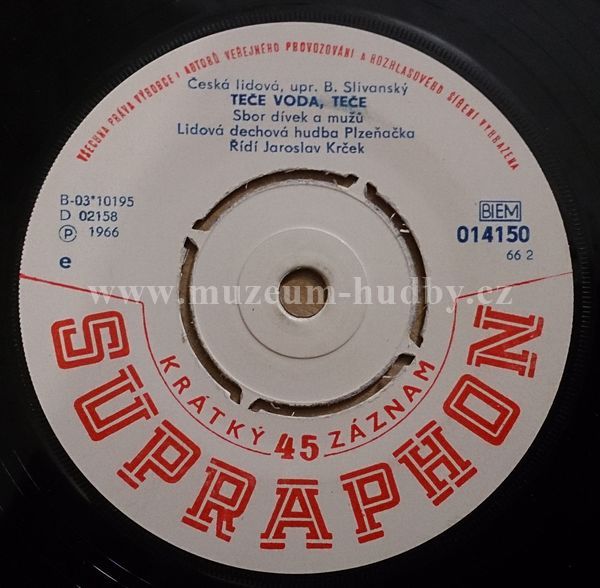 VŠECHNA PRÁVA VÝROBCE I AUTORŮ VEŘEJNÉHO PROVOZOVÁNÍ A ROZHLASOVÉHO ŠÍŘENÍ VYHRAZENA
Česká lidová, upr. B. Slívanský
TEČE VODA, TEČE
Sbor dívek a mužů
Lidová dechová hudba Plzeňačka
Řídí Jaroslav Krček
B-03*10195
D 02158
Ⓟ 1966
e
BIEM
014150
66 2
www.muzeum-hudby.cz
KRÁTKÝ 45 ZÁZNAM
SUPRAPHON